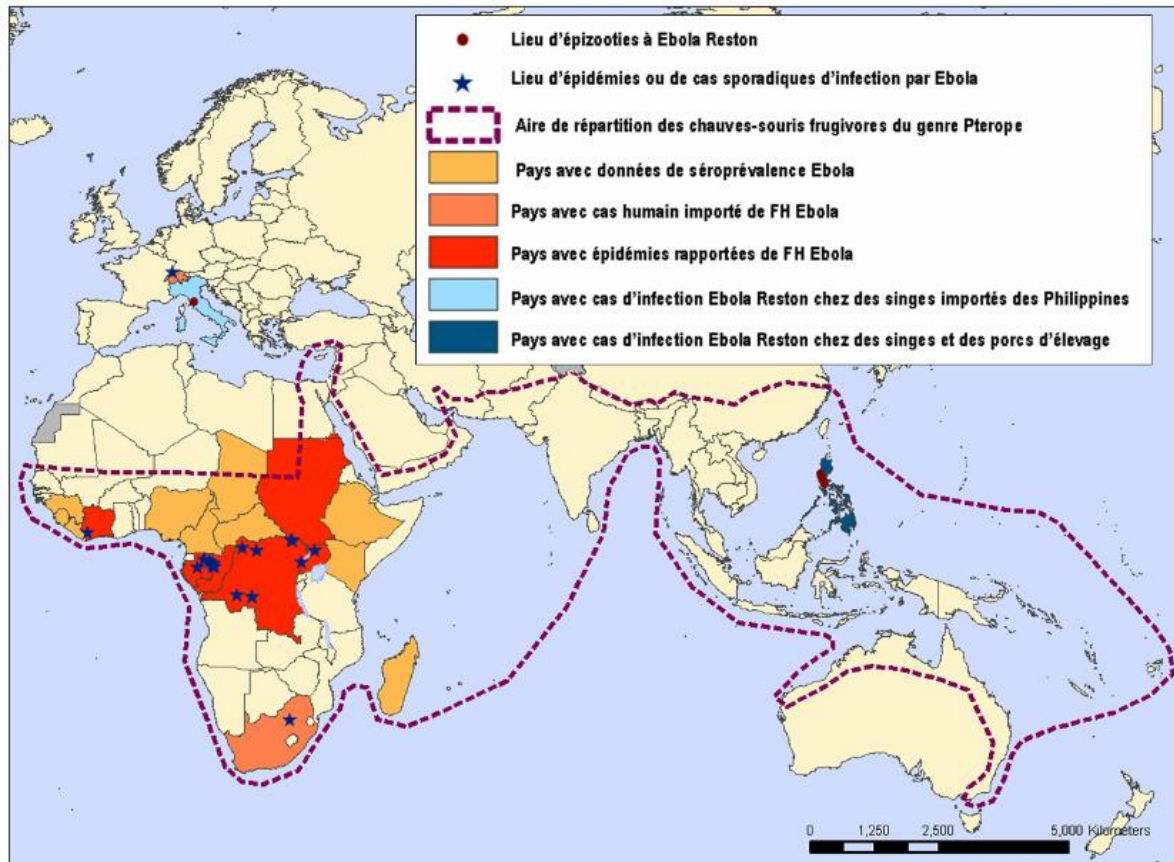 Lieu d'épizooties à Ebola Reston
Lieu d'épidémies ou de cas sporadiques d'infection par Ebola
Aire de répartition des chauves-souris frugivores du genre Pterope
Pays avec données de séroprévalence Ebola
Pays avec cas humain importé de FH Ebola
Pays avec épidémies rapportées de FH Ebola
Pays avec cas d'infection Ebola Reston chez des singes importés des Philippines
Pays avec cas d'infection Ebola Reston chez des singes et des porcs d'élevage
0 1,250 2,500 5,000 Kilometers